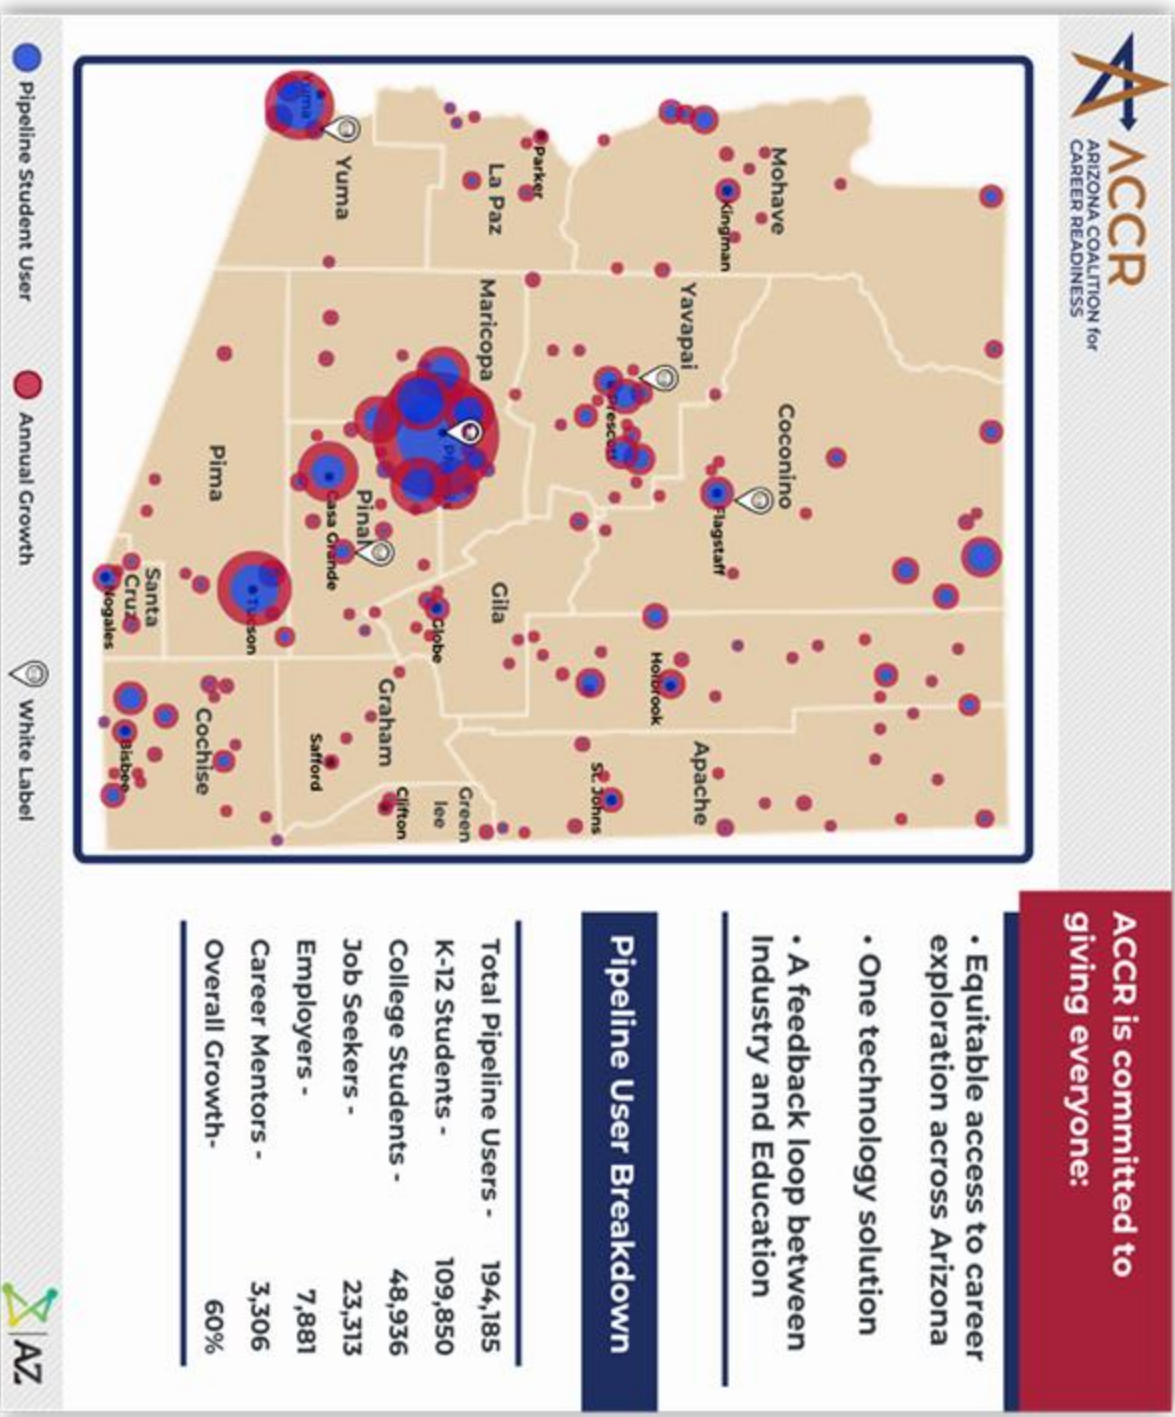 ACCR
ARIZONA COALITION for
CAREER READINESS
ACCR is committed to
giving everyone:
• Equitable access to career
exploration across Arizona
• One technology solution
• A feedback loop between
Industry and Education
Pipeline User Breakdown
Total Pipeline Users - 194,185
K-12 Students - 109,850
College Students - 48,936
Job Seekers - 23,313
Employers - 7,881
Career Mentors - 3,306
Overall Growth- 60%
Mohave
Kingman
Coconino
Flagstaff
Apache
Holbrook
St. Johns
Yavapai
Prescott
La Paz
Parker
Maricopa
Gila
Globe
Green
lee
Clifton
Graham
Safford
Yuma
Yuma
Pinal
Casa Grande
Pima
Tucson
Santa
Cruz
Nogales
Cochise
Bisbee
Pipeline Student User
Annual Growth
White Label
AZ